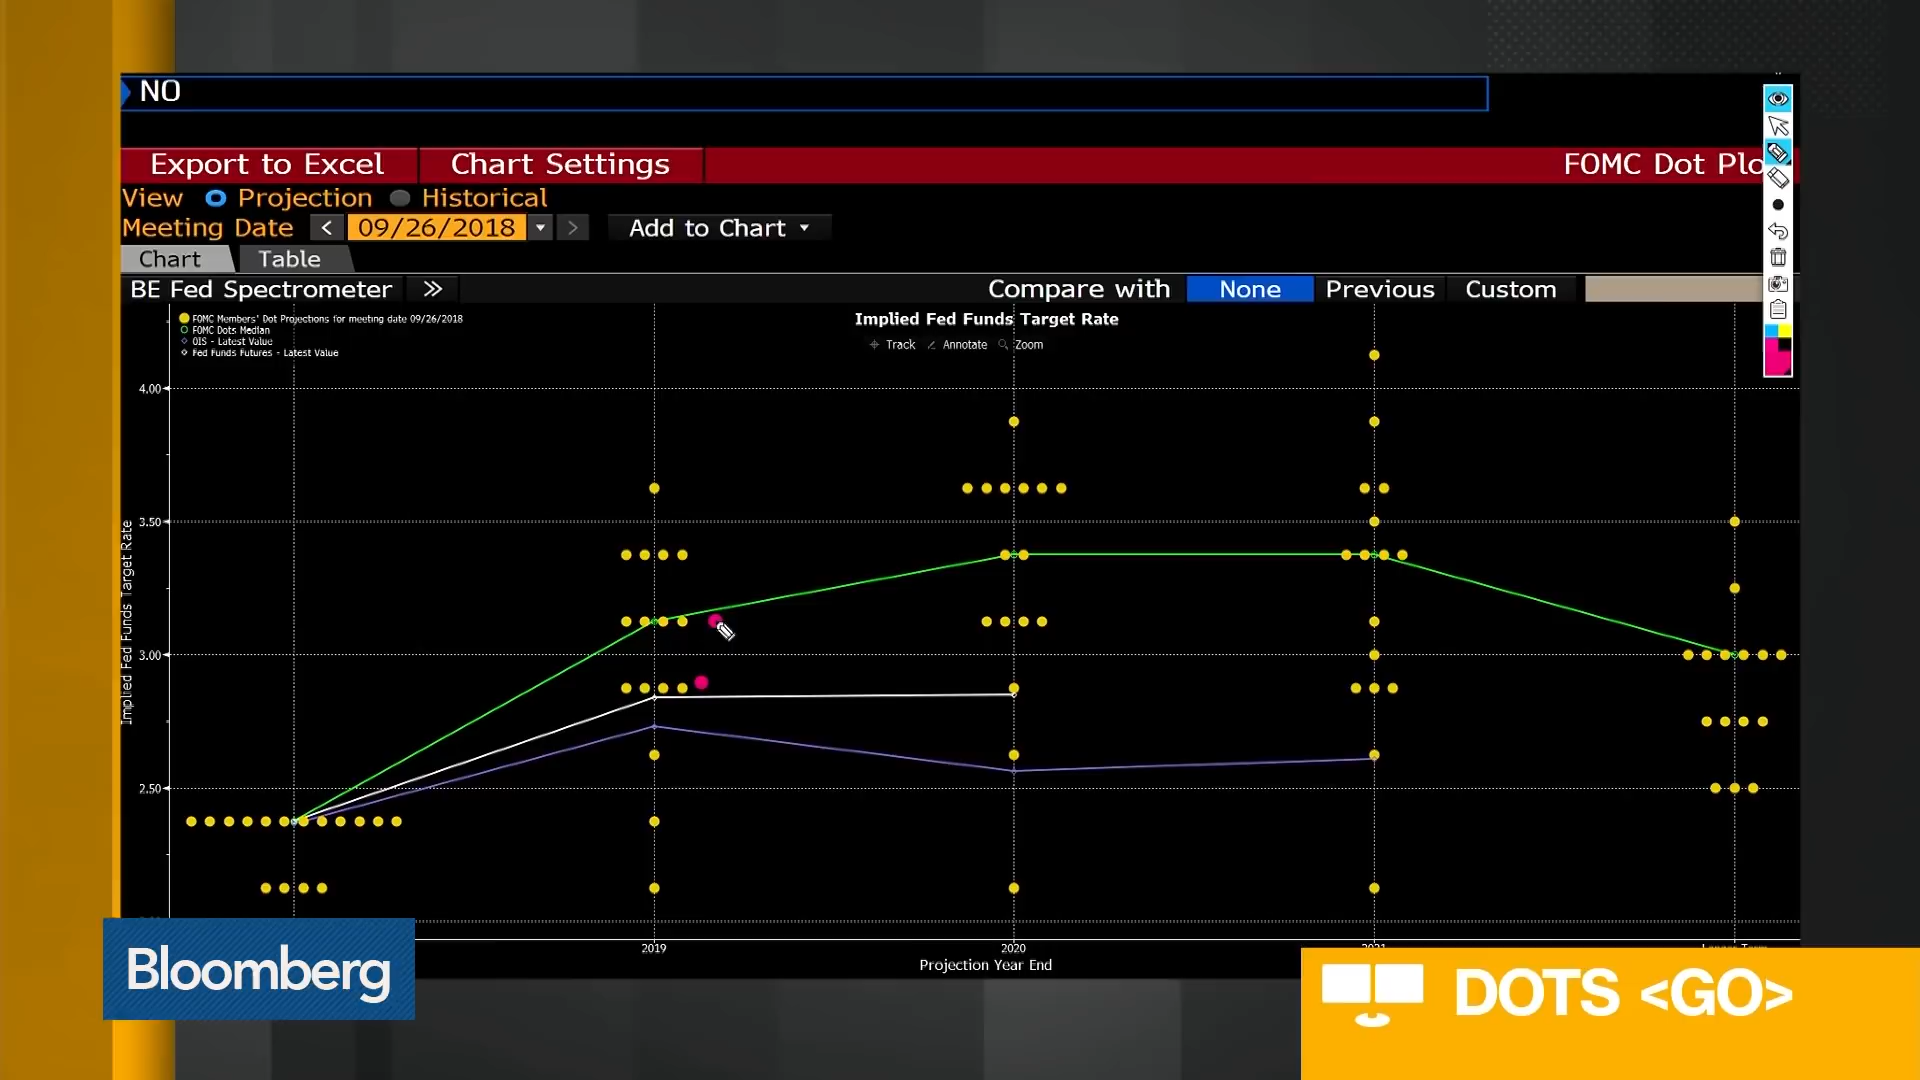 NO
Export to Excel Chart Settings FOMC Dot Plo
View Projection Historical
Meeting Date < 09/26/2018 > Add to Chart
Chart Table
BE Fed Spectrometer >> Compare with None Previous Custom
Implied Fed Funds Target Rate
Track Annotate Zoom
FOMC Members' Dot Projections for meeting date 09/26/2018
FOMC Dots Median
OIS - Latest Value
Fed Funds Futures - Latest Value
4.00
3.50
3.00
2.50
Implied Fed Funds Target Rate
2019 2020
Projection Year End
Bloomberg
DOTS <GO>